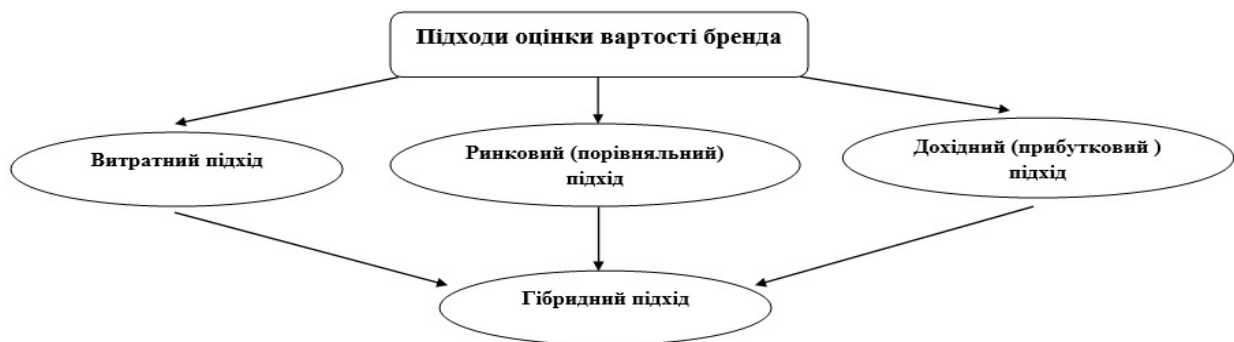 Підходи оцінки вартості бренда
Витратний підхід
Ринковий (порівняльний)
підхід
Дохідний (прибутковий )
підхід
Гібридний підхід